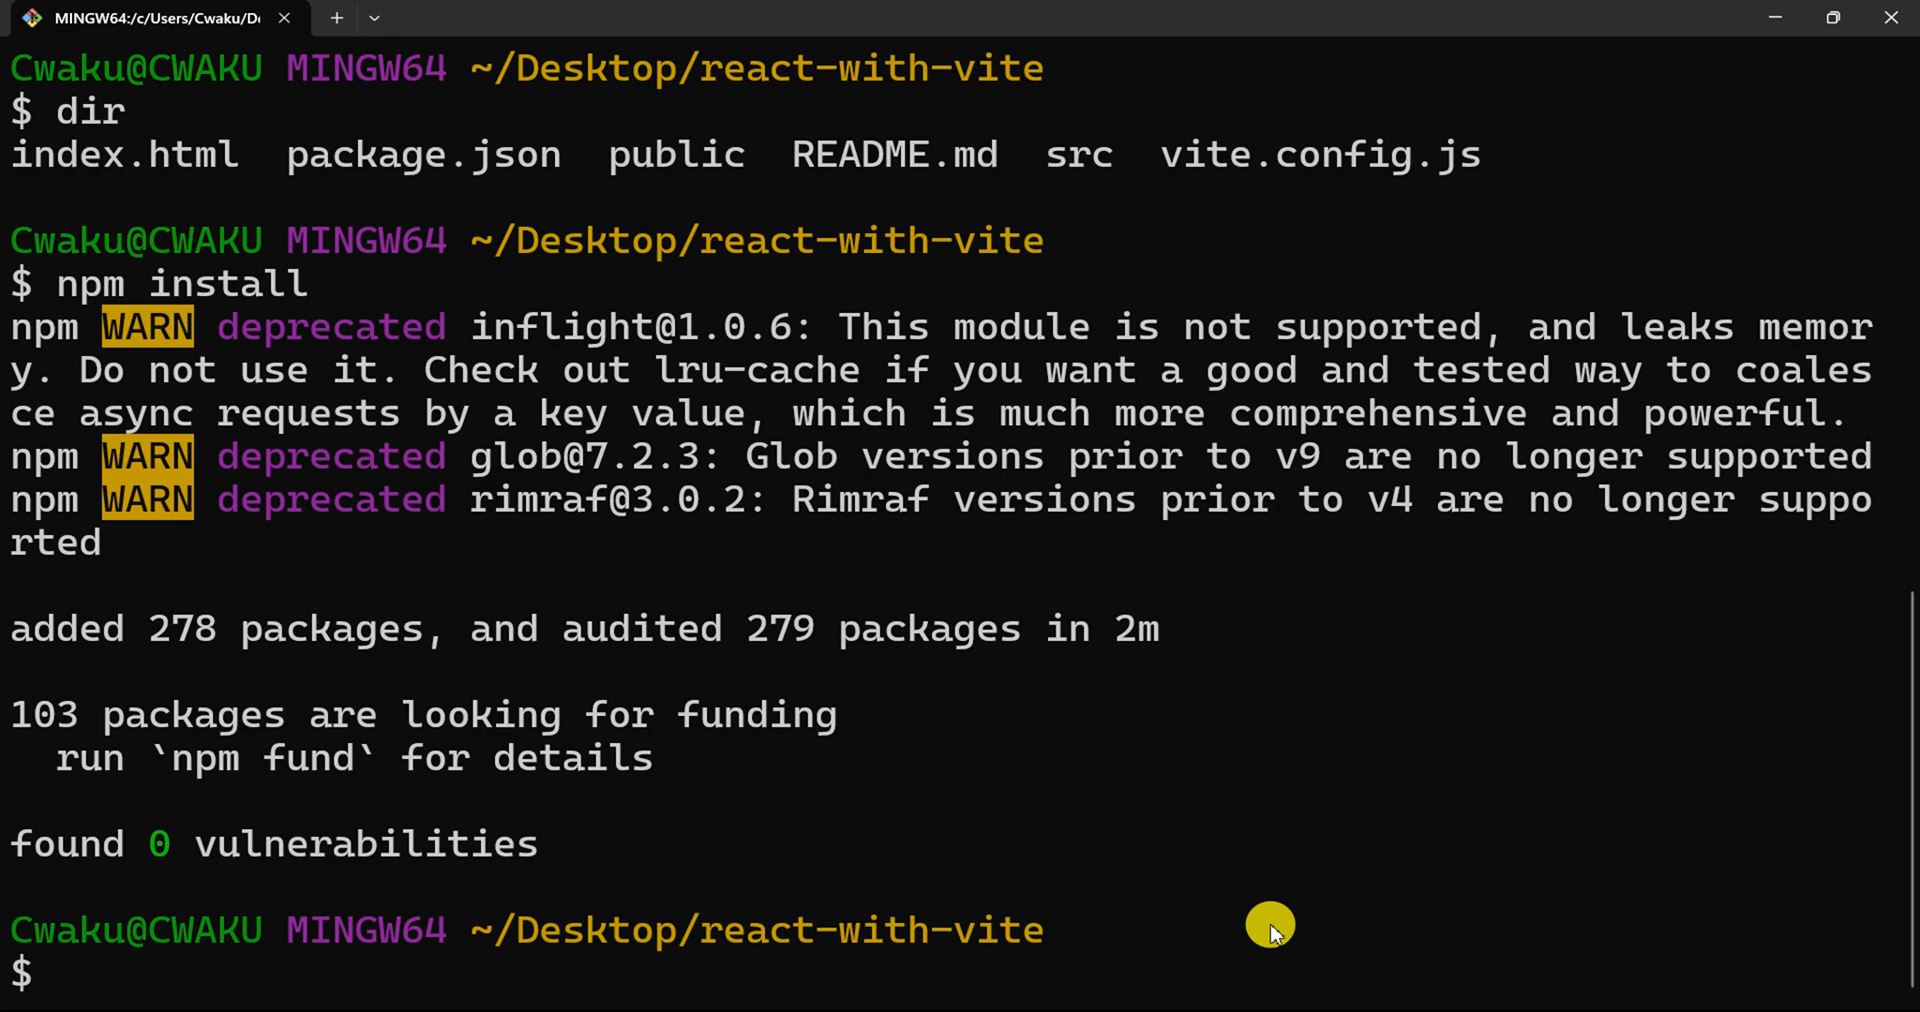 MINGW64:/c/Users/Cwaku/De
Cwaku@CWAKU MINGW64 ~/Desktop/react-with-vite
$ dir
index.html  package.json  public  README.md  src  vite.config.js
Cwaku@CWAKU MINGW64 ~/Desktop/react-with-vite
$ npm install
npm WARN deprecated inflight@1.0.6: This module is not supported, and leaks memor
y. Do not use it. Check out lru-cache if you want a good and tested way to coales
ce async requests by a key value, which is much more comprehensive and powerful.
npm WARN deprecated glob@7.2.3: Glob versions prior to v9 are no longer supported
npm WARN deprecated rimraf@3.0.2: Rimraf versions prior to v4 are no longer suppo
rted
added 278 packages, and audited 279 packages in 2m
103 packages are looking for funding
  run `npm fund` for details
found 0 vulnerabilities
Cwaku@CWAKU MINGW64 ~/Desktop/react-with-vite
$